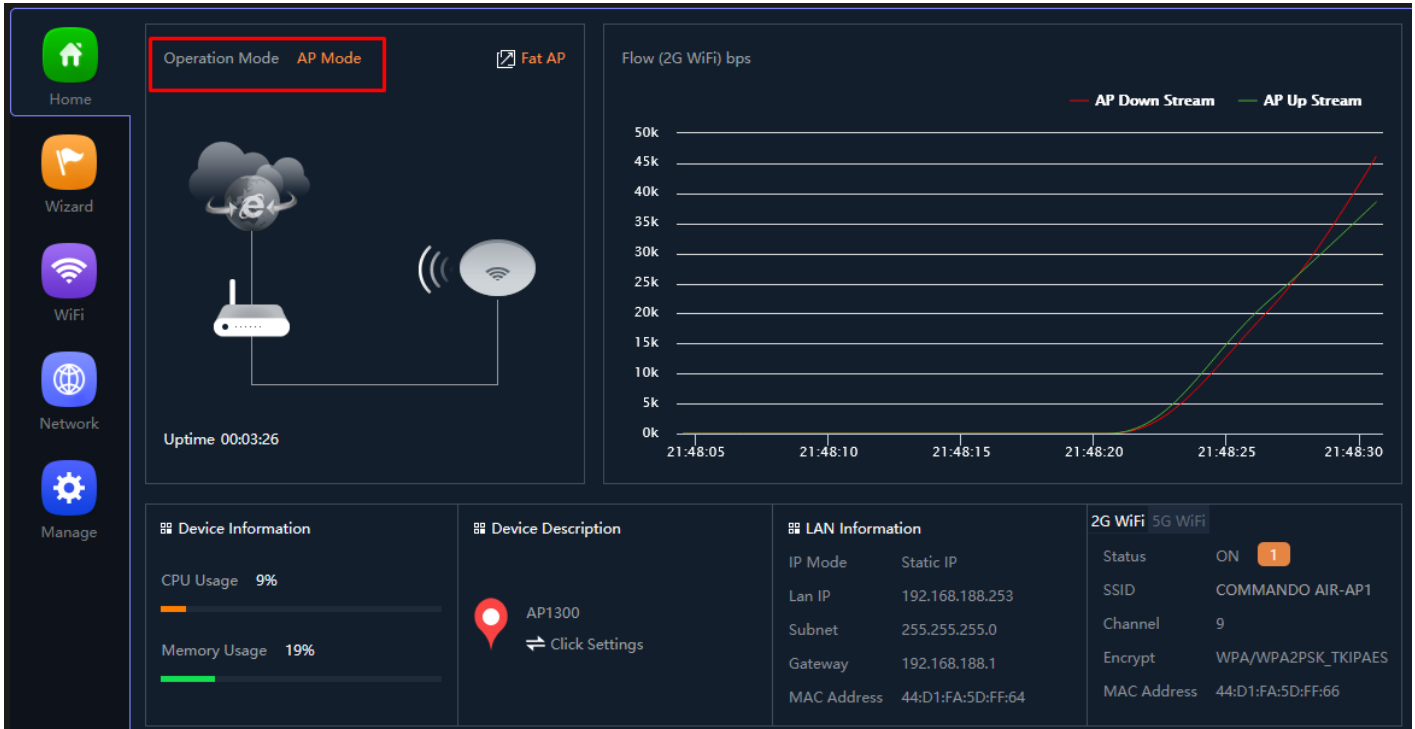 Home
Wizard
WiFi
Network
Manage
Operation Mode AP Mode
Fat AP
Uptime 00:03:26
Flow (2G WiFi) bps
AP Down Stream AP Up Stream
50k
45k
40k
35k
30k
25k
20k
15k
10k
5k
0k
21:48:05 21:48:10 21:48:15 21:48:20 21:48:25 21:48:30
Device Information
CPU Usage 9%
Memory Usage 19%
Device Description
AP1300
Click Settings
LAN Information
IP Mode Static IP
Lan IP 192.168.188.253
Subnet 255.255.255.0
Gateway 192.168.188.1
MAC Address 44:D1:FA:5D:FF:64
2G WiFi 5G WiFi
Status ON 1
SSID COMMANDO AIR-AP1
Channel 9
Encrypt WPA/WPA2PSK_TKIPAES
MAC Address 44:D1:FA:5D:FF:66